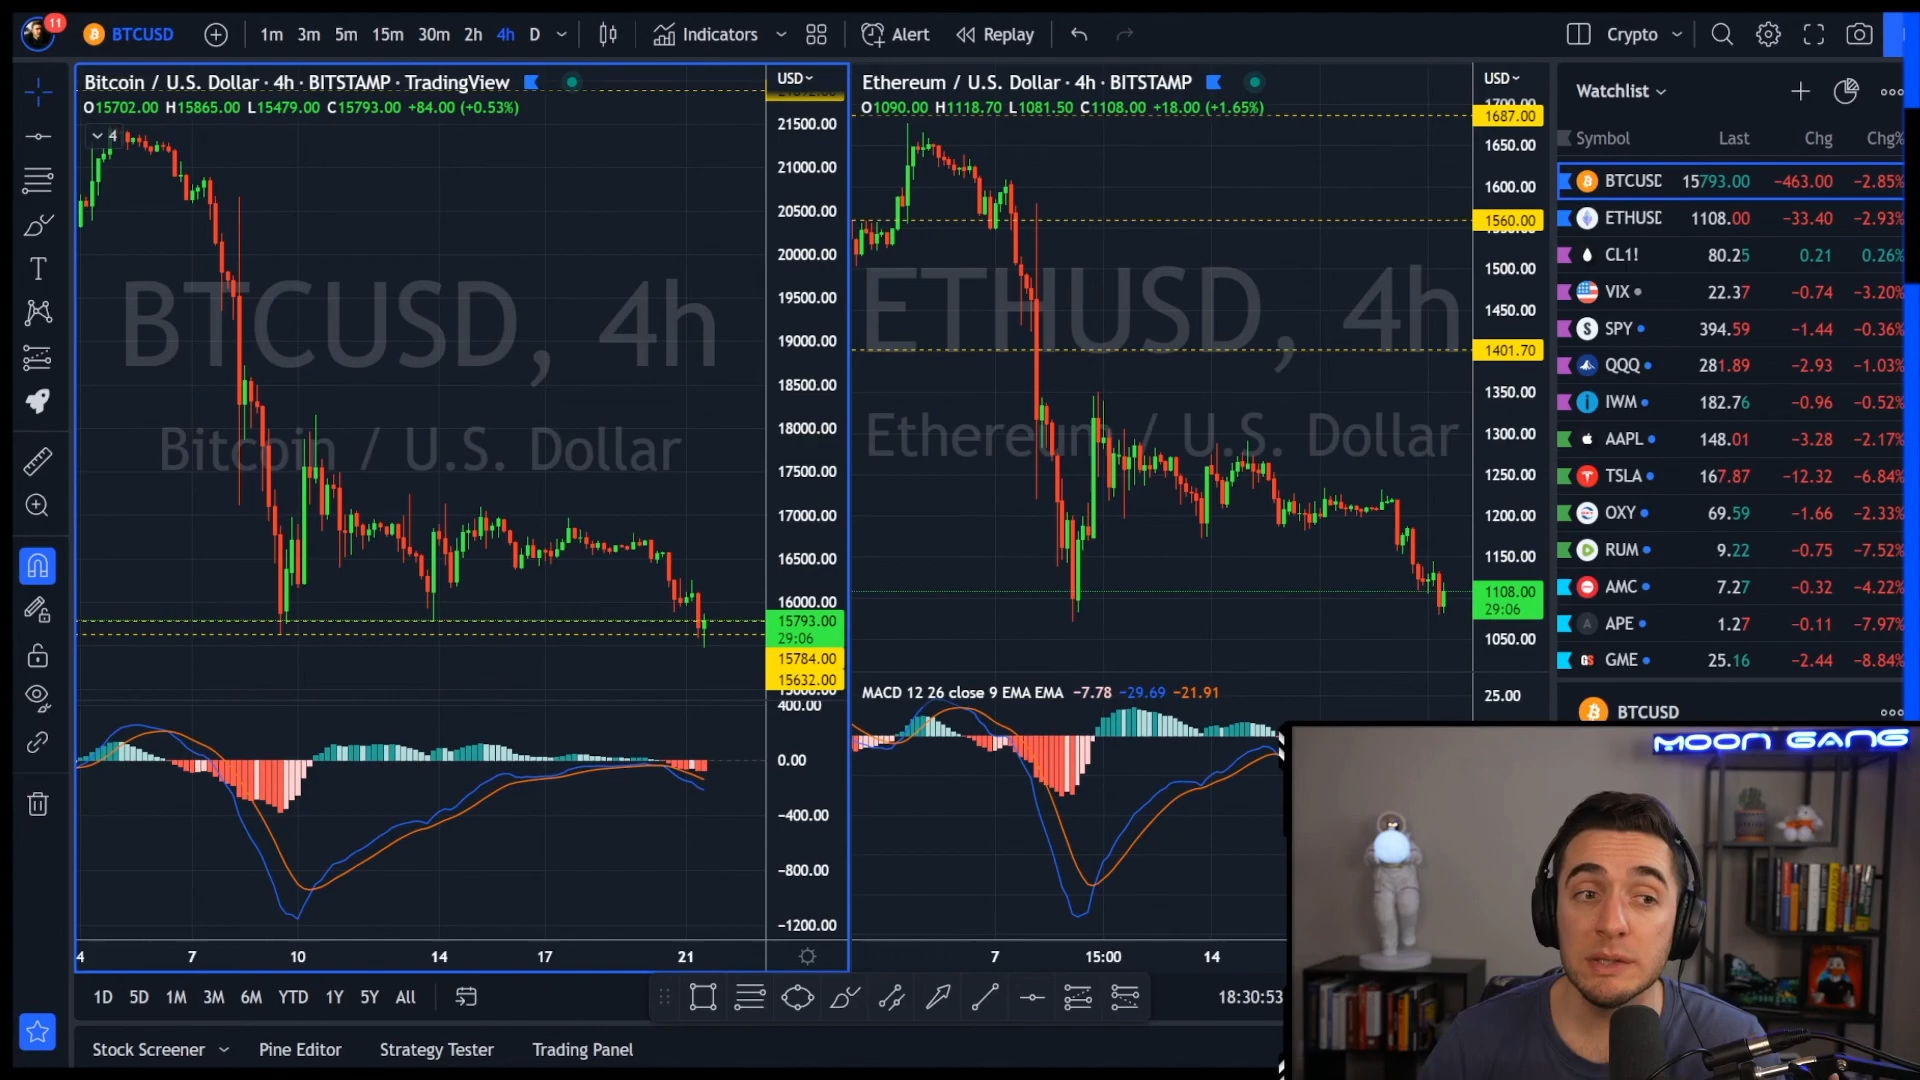 11 BTCUSD 1m 3m 5m 15m 30m 2h 4h D Indicators Alert Replay Crypto
Bitcoin / U.S. Dollar · 4h · BITSTAMP · TradingView
O15702.00 H15865.00 L15479.00 C15793.00 +84.00 (+0.53%)
4
BTCUSD, 4h
Bitcoin / U.S. Dollar
USD
21500.00
21000.00
20500.00
20000.00
19500.00
19000.00
18500.00
18000.00
17500.00
17000.00
16500.00
16000.00
15793.00
29:06
15784.00
15632.00
400.00
0.00
−400.00
−800.00
−1200.00
4 7 10 14 17 21
Ethereum / U.S. Dollar · 4h · BITSTAMP
O1090.00 H1118.70 L1081.50 C1108.00 +18.00 (+1.65%)
ETHUSD, 4h
Ethereum / U.S. Dollar
USD
1700.00
1687.00
1650.00
1600.00
1560.00
1500.00
1450.00
1401.70
1350.00
1300.00
1250.00
1200.00
1150.00
1108.00
29:06
1050.00
MACD 12 26 close 9 EMA EMA −7.78 −29.69 −21.91
25.00
7 15:00 14
Watchlist
Symbol Last Chg Chg%
BTCUSD 15793.00 −463.00 −2.85%
ETHUSD 1108.00 −33.40 −2.93%
CL1! 80.25 0.21 0.26%
VIX 22.37 −0.74 −3.20%
SPY 394.59 −1.44 −0.36%
QQQ 281.89 −2.93 −1.03%
IWM 182.76 −0.96 −0.52%
AAPL 148.01 −3.28 −2.17%
TSLA 167.87 −12.32 −6.84%
OXY 69.59 −1.66 −2.33%
RUM 9.22 −0.75 −7.52%
AMC 7.27 −0.32 −4.22%
APE 1.27 −0.11 −7.97%
GME 25.16 −2.44 −8.84%
BTCUSD
MOON GANG
1D 5D 1M 3M 6M YTD 1Y 5Y All
18:30:53
Stock Screener Pine Editor Strategy Tester Trading Panel